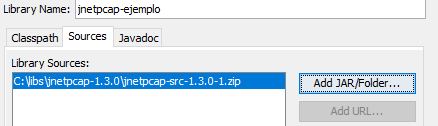 Library Name: jnetpcap-ejemplo
Classpath Sources Javadoc
Library Sources:
C:\libs\jnetpcap-1.3.0\jnetpcap-src-1.3.0-1.zip
Add JAR/Folder...
Add URL...